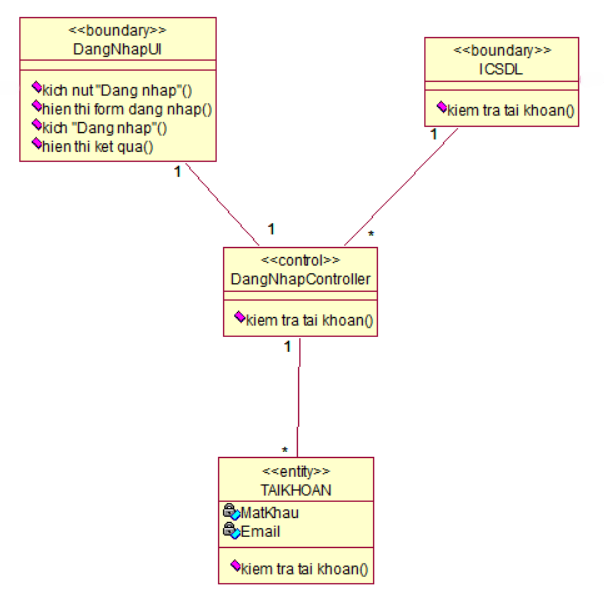 <<boundary>>
DangNhapUI
kich nut "Dang nhap"()
hien thi form dang nhap()
kich "Dang nhap"()
hien thi ket qua()
1
<<boundary>>
ICSDL
kiem tra tai khoan()
1
1
*
<<control>>
DangNhapController
kiem tra tai khoan()
1
*
<<entity>>
TAIKHOAN
MatKhau
Email
kiem tra tai khoan()